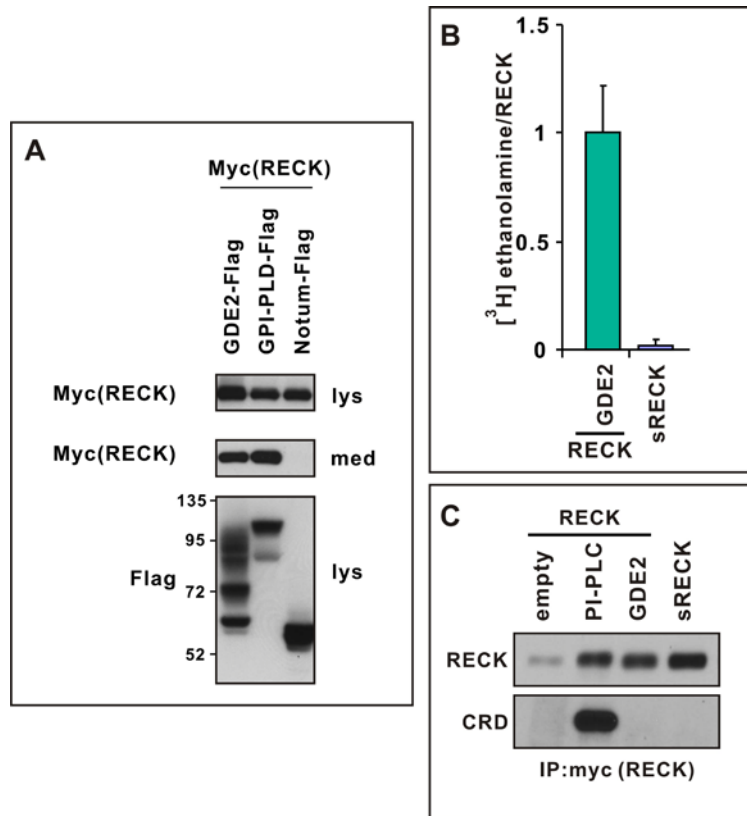 A
Myc(RECK)
GDE2-Flag
GPI-PLD-Flag
Notum-Flag
Myc(RECK)
lys
Myc(RECK)
med
135
95
72
52
Flag
lys
B
[³H] ethanolamine/RECK
1.5
1
0.5
0
GDE2
sRECK
RECK
C
RECK
empty
PI-PLC
GDE2
sRECK
RECK
CRD
IP:myc (RECK)